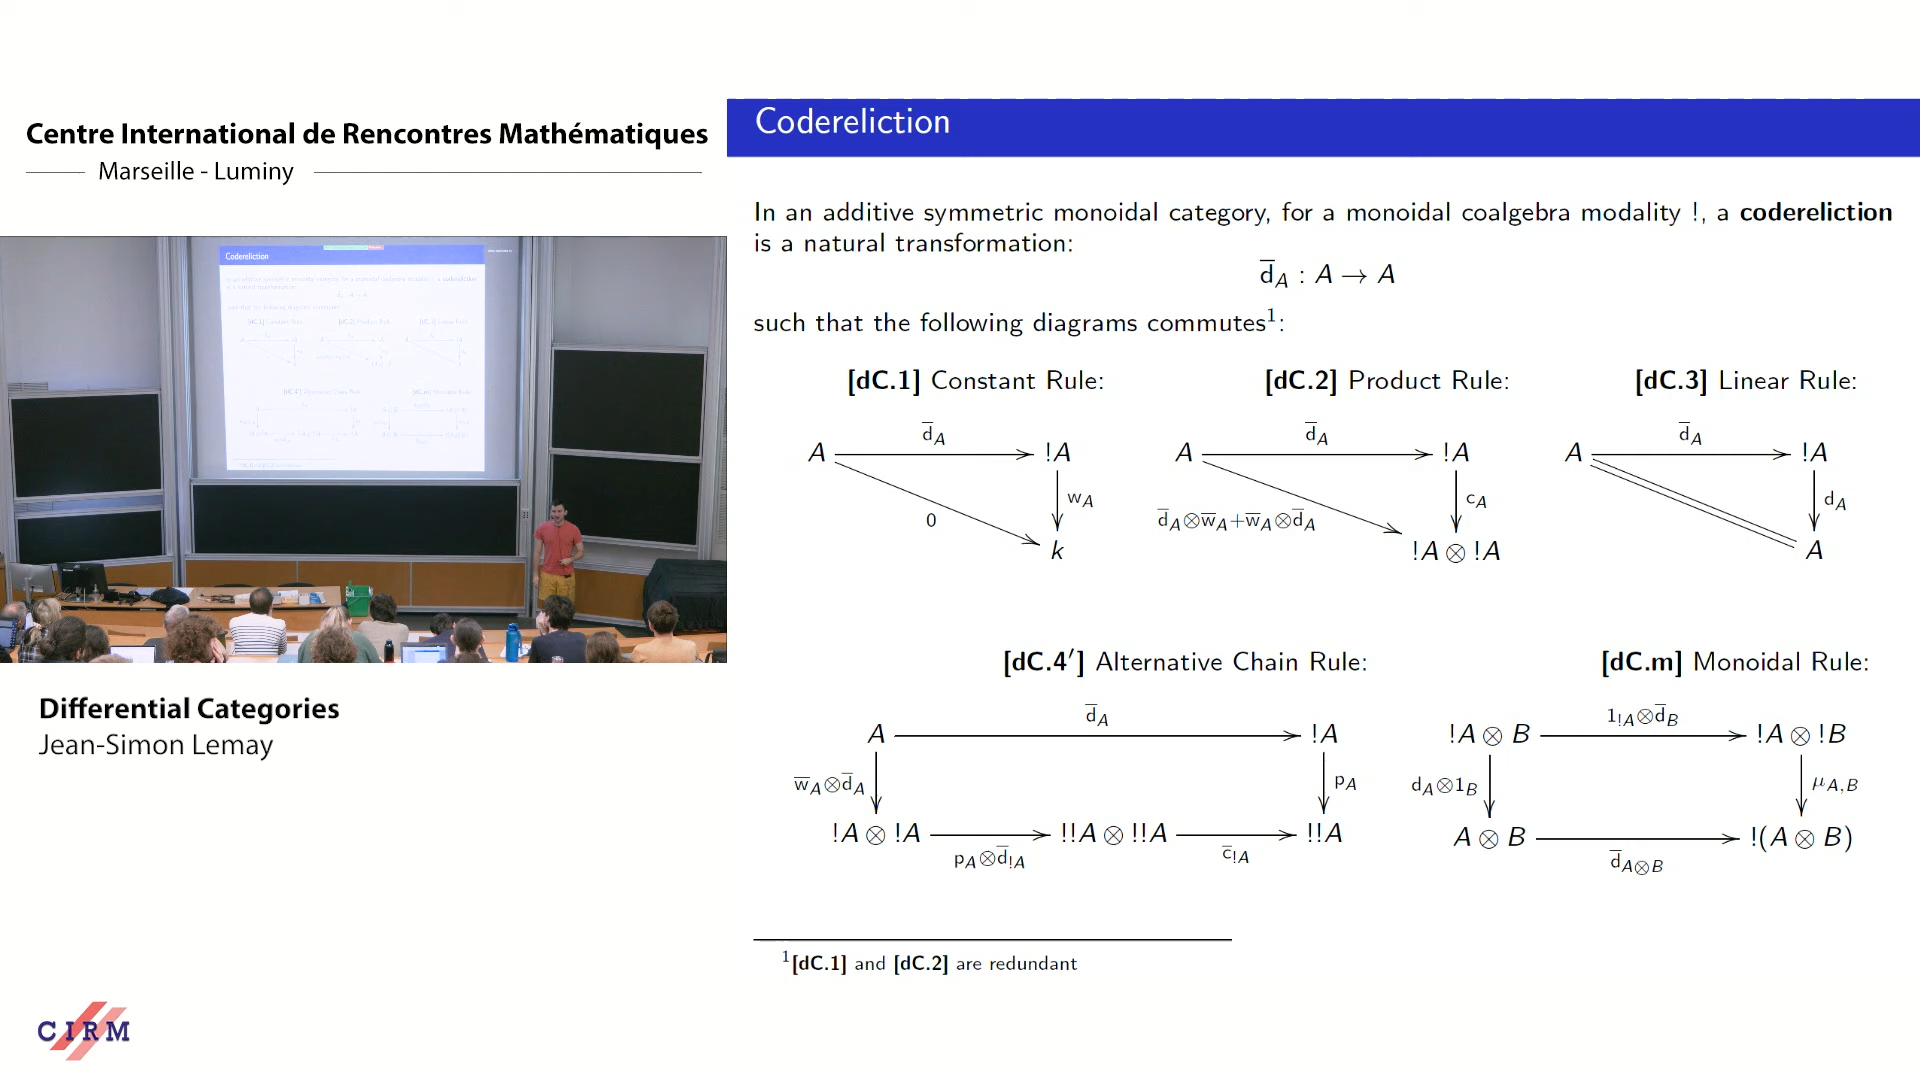 Centre International de Rencontres Mathématiques
Marseille - Luminy
Differential Categories
Jean-Simon Lemay
CIRM
Codereliction
In an additive symmetric monoidal category, for a monoidal coalgebra modality !, a codereliction
is a natural transformation:
d̅_A : A → A
such that the following diagrams commutes¹:
[dC.1] Constant Rule: [dC.2] Product Rule: [dC.3] Linear Rule:
d̅_A d̅_A d̅_A
A !A A !A A !A
w_A c_A d_A
0 d̅_A⊗w̅_A+w̅_A⊗d̅_A
k !A ⊗ !A A
[dC.4′] Alternative Chain Rule: [dC.m] Monoidal Rule:
d̅_A 1_!A⊗d̅_B
A !A !A ⊗ B !A ⊗ !B
w̅_A⊗d̅_A p_A d_A⊗1_B μ_A,B
!A ⊗ !A !!A ⊗ !!A !!A A ⊗ B !(A ⊗ B)
p_A⊗d̅_!A c̅_!A d̅_A⊗B
¹[dC.1] and [dC.2] are redundant